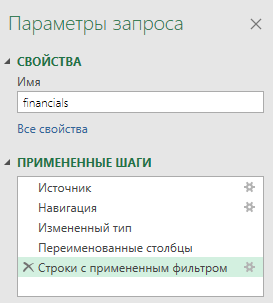 Параметры запроса
СВОЙСТВА
Имя
financials
Все свойства
ПРИМЕНЕННЫЕ ШАГИ
Источник
Навигация
Измененный тип
Переименованные столбцы
Строки с примененным фильтром